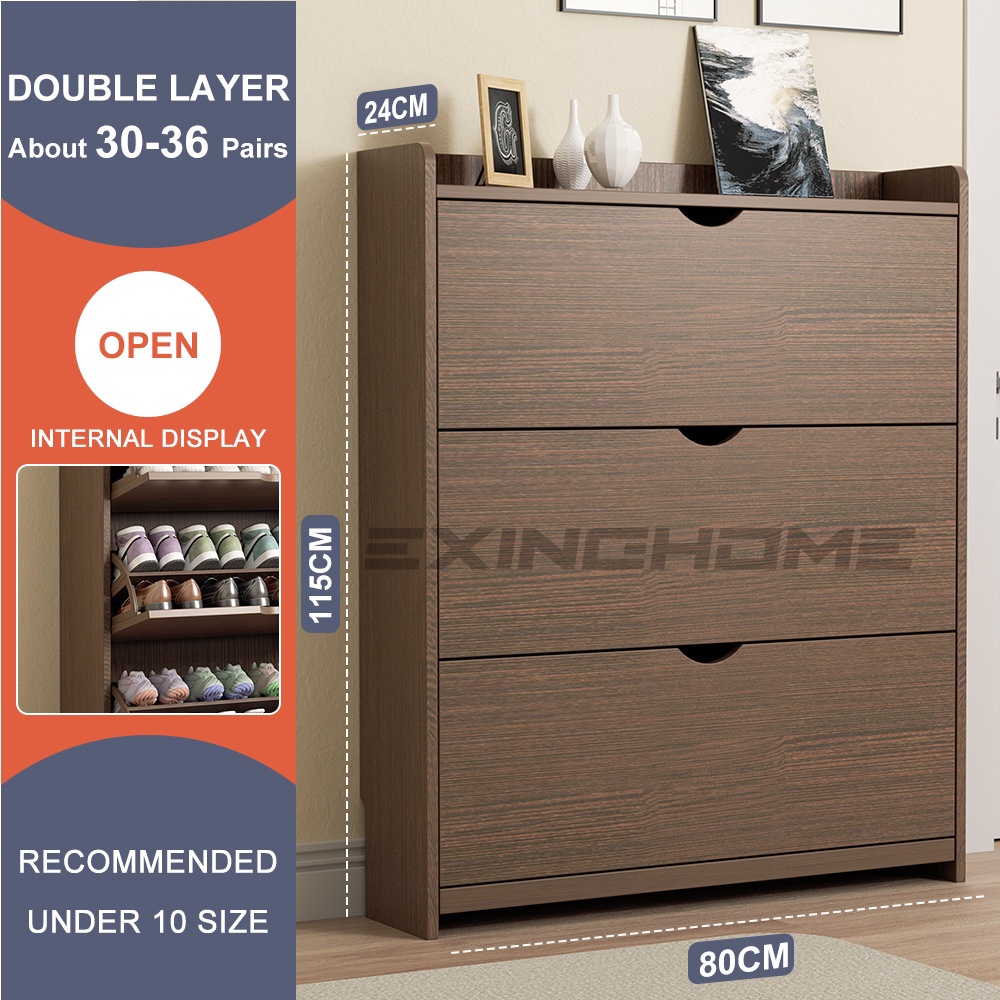 DOUBLE LAYER
About 30-36 Pairs
OPEN
INTERNAL DISPLAY
RECOMMENDED
UNDER 10 SIZE
24CM
115CM
EXINGHOME
80CM